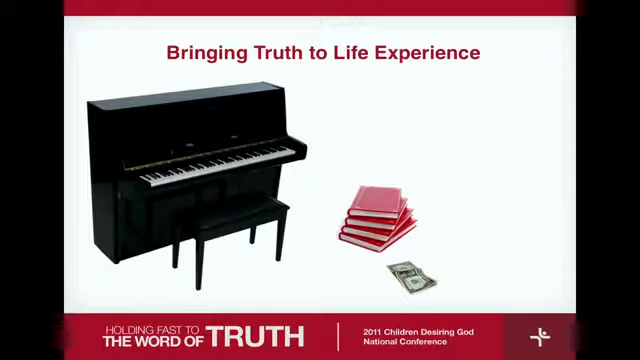 Bringing Truth to Life Experience
HOLDING FAST TO
THE WORD OF TRUTH
2011 Children Desiring God
National Conference